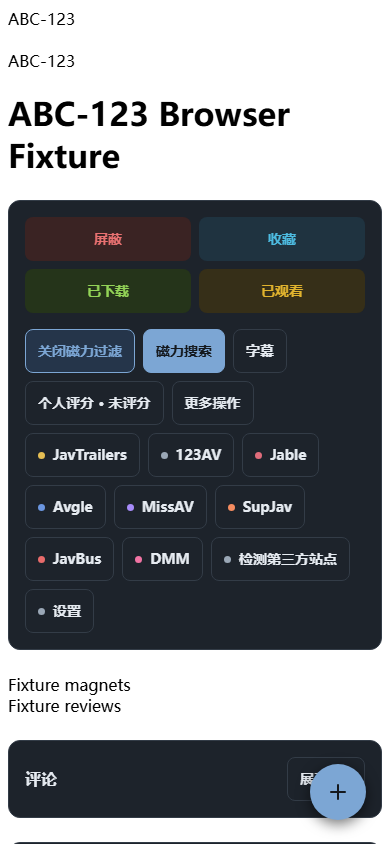 ABC-123
ABC-123
ABC-123 Browser
Fixture
屏蔽 收藏
已下载 已观看
关闭磁力过滤 磁力搜索 字幕
个人评分 • 未评分 更多操作
JavTrailers 123AV Jable
Avgle MissAV SupJav
JavBus DMM 检测第三方站点
设置
Fixture magnets
Fixture reviews
评论 展